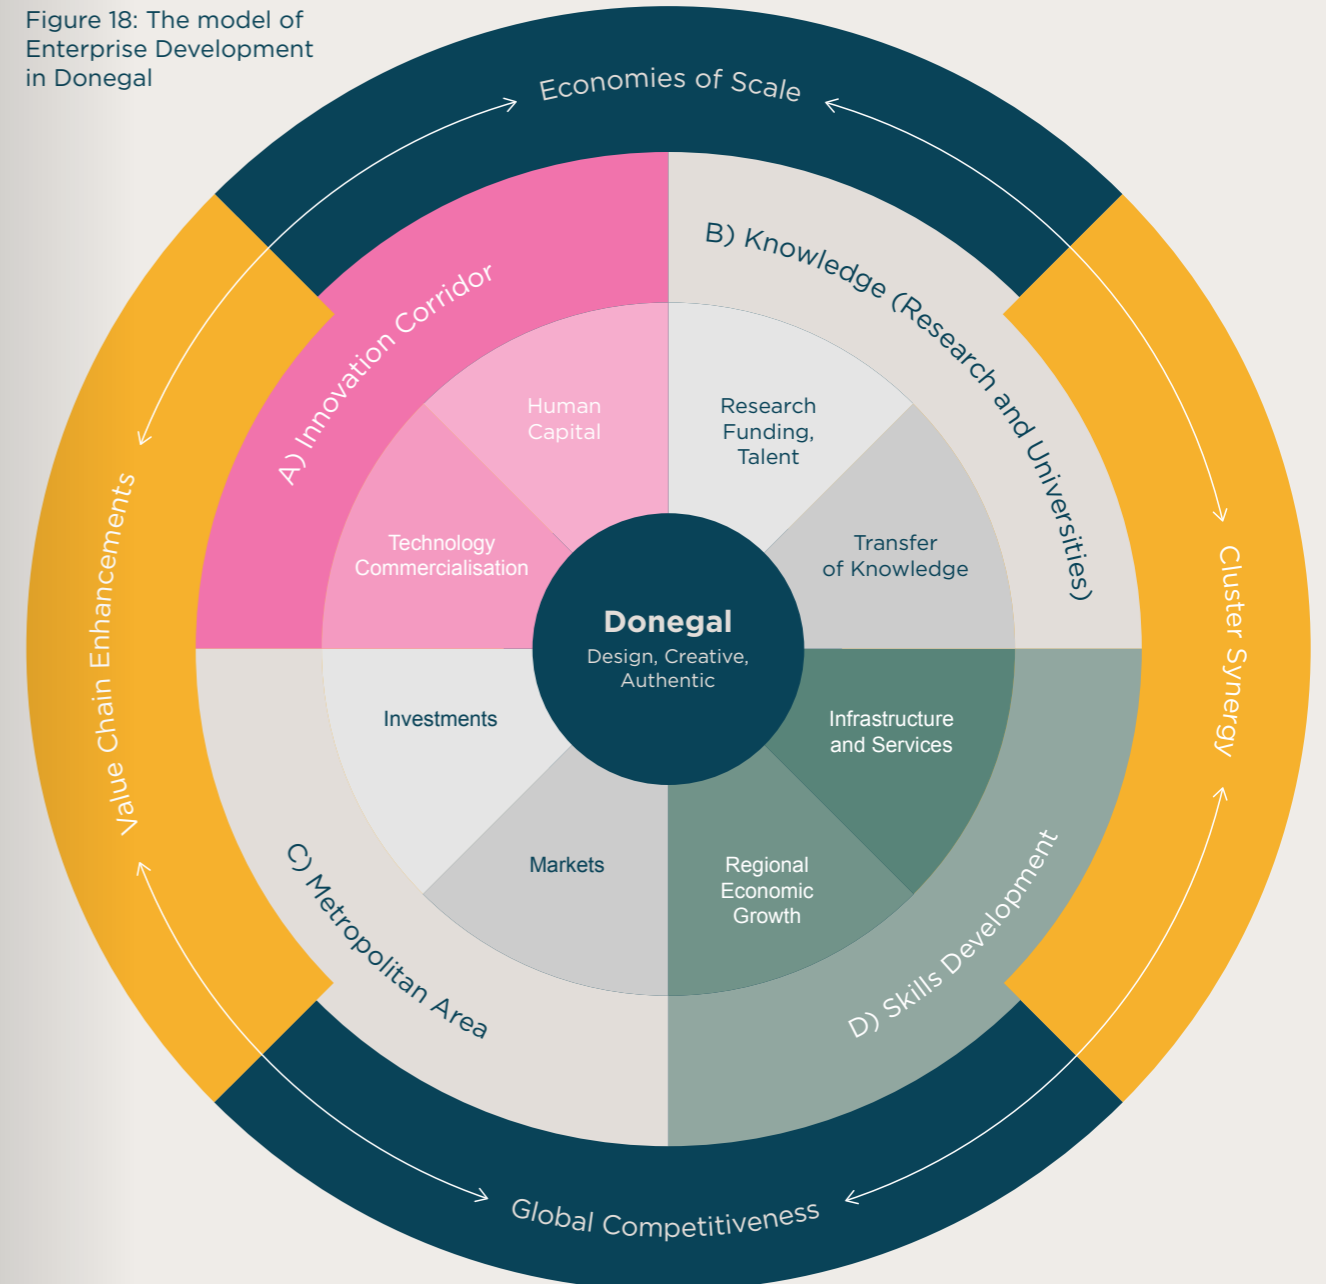 Figure 18: The model of
Enterprise Development
in Donegal
Economies of Scale
A) Innovation Corridor
B) Knowledge (Research and Universities)
Human
Capital
Research
Funding,
Talent
Technology
Commercialisation
Transfer
of Knowledge
Value Chain Enhancements
Donegal
Design, Creative,
Authentic
Cluster Synergy
Investments
Infrastructure
and Services
Markets
Regional
Economic
Growth
C) Metropolitan Area
D) Skills Development
Global Competitiveness